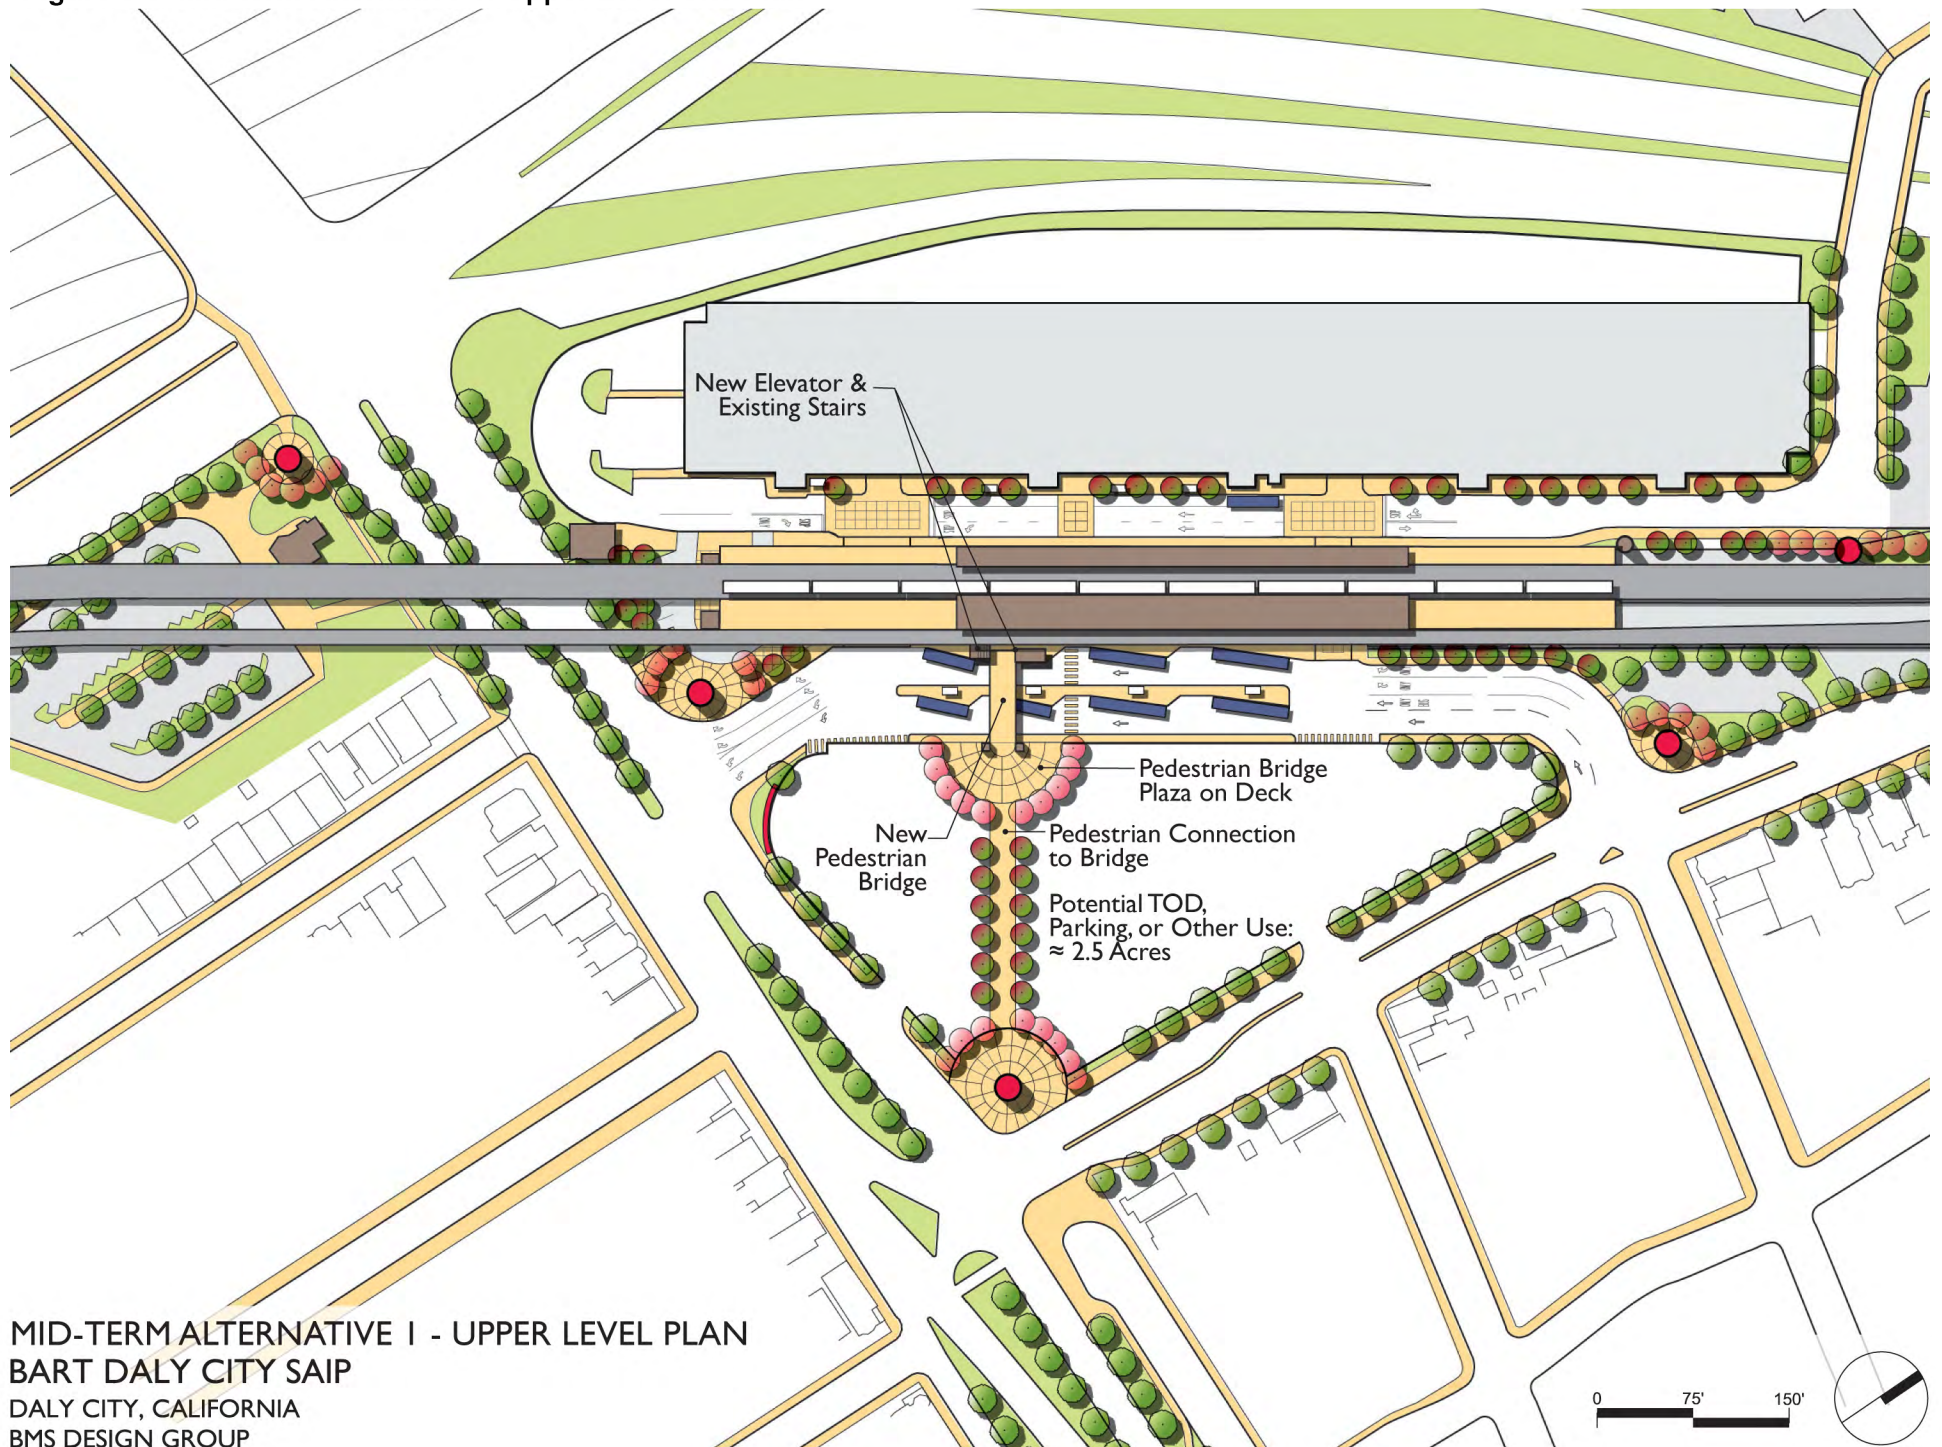 New Elevator &
Existing Stairs
Pedestrian Bridge
Plaza on Deck
New
Pedestrian
Bridge
Pedestrian Connection
to Bridge
Potential TOD,
Parking, or Other Use:
≈ 2.5 Acres
MID-TERM ALTERNATIVE 1 - UPPER LEVEL PLAN
BART DALY CITY SAIP
DALY CITY, CALIFORNIA
BMS DESIGN GROUP
0 75' 150'